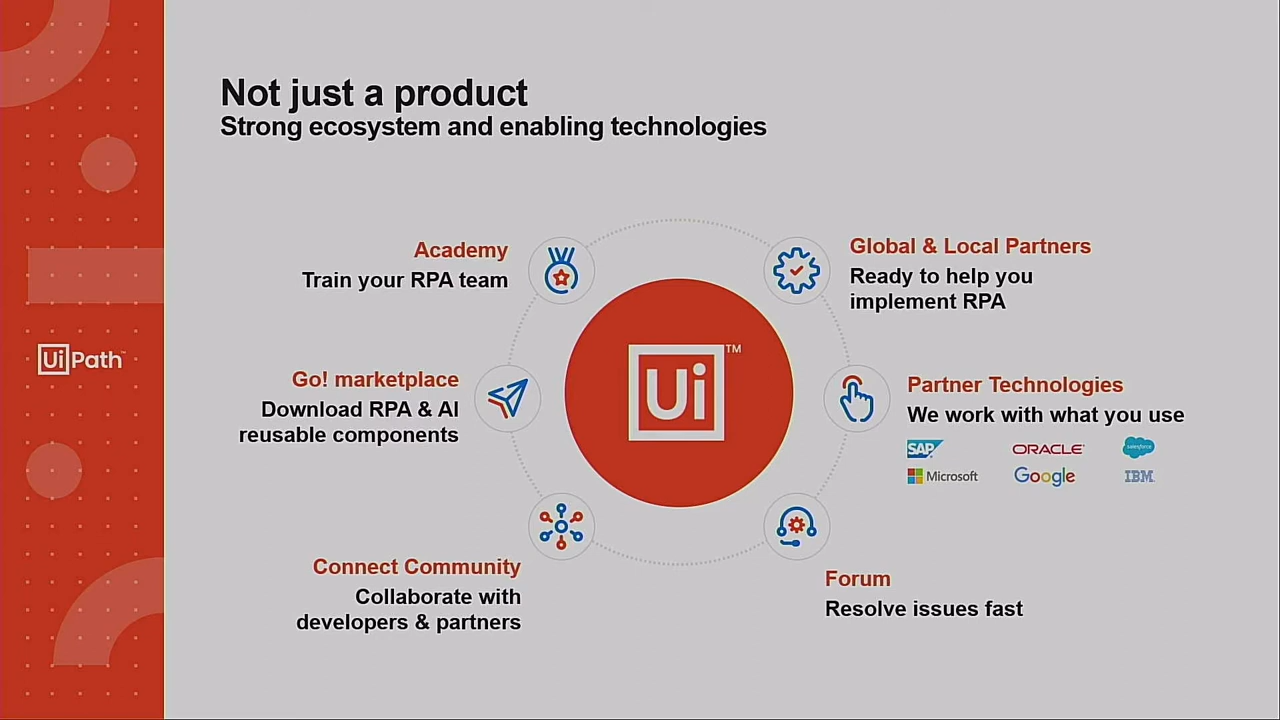 Not just a product
Strong ecosystem and enabling technologies
Academy
Train your RPA team
Global & Local Partners
Ready to help you
implement RPA
Ui Path™
Ui™
Go! marketplace
Download RPA & AI
reusable components
Partner Technologies
We work with what you use
SAP
ORACLE
salesforce
Microsoft
Google
IBM
Connect Community
Collaborate with
developers & partners
Forum
Resolve issues fast